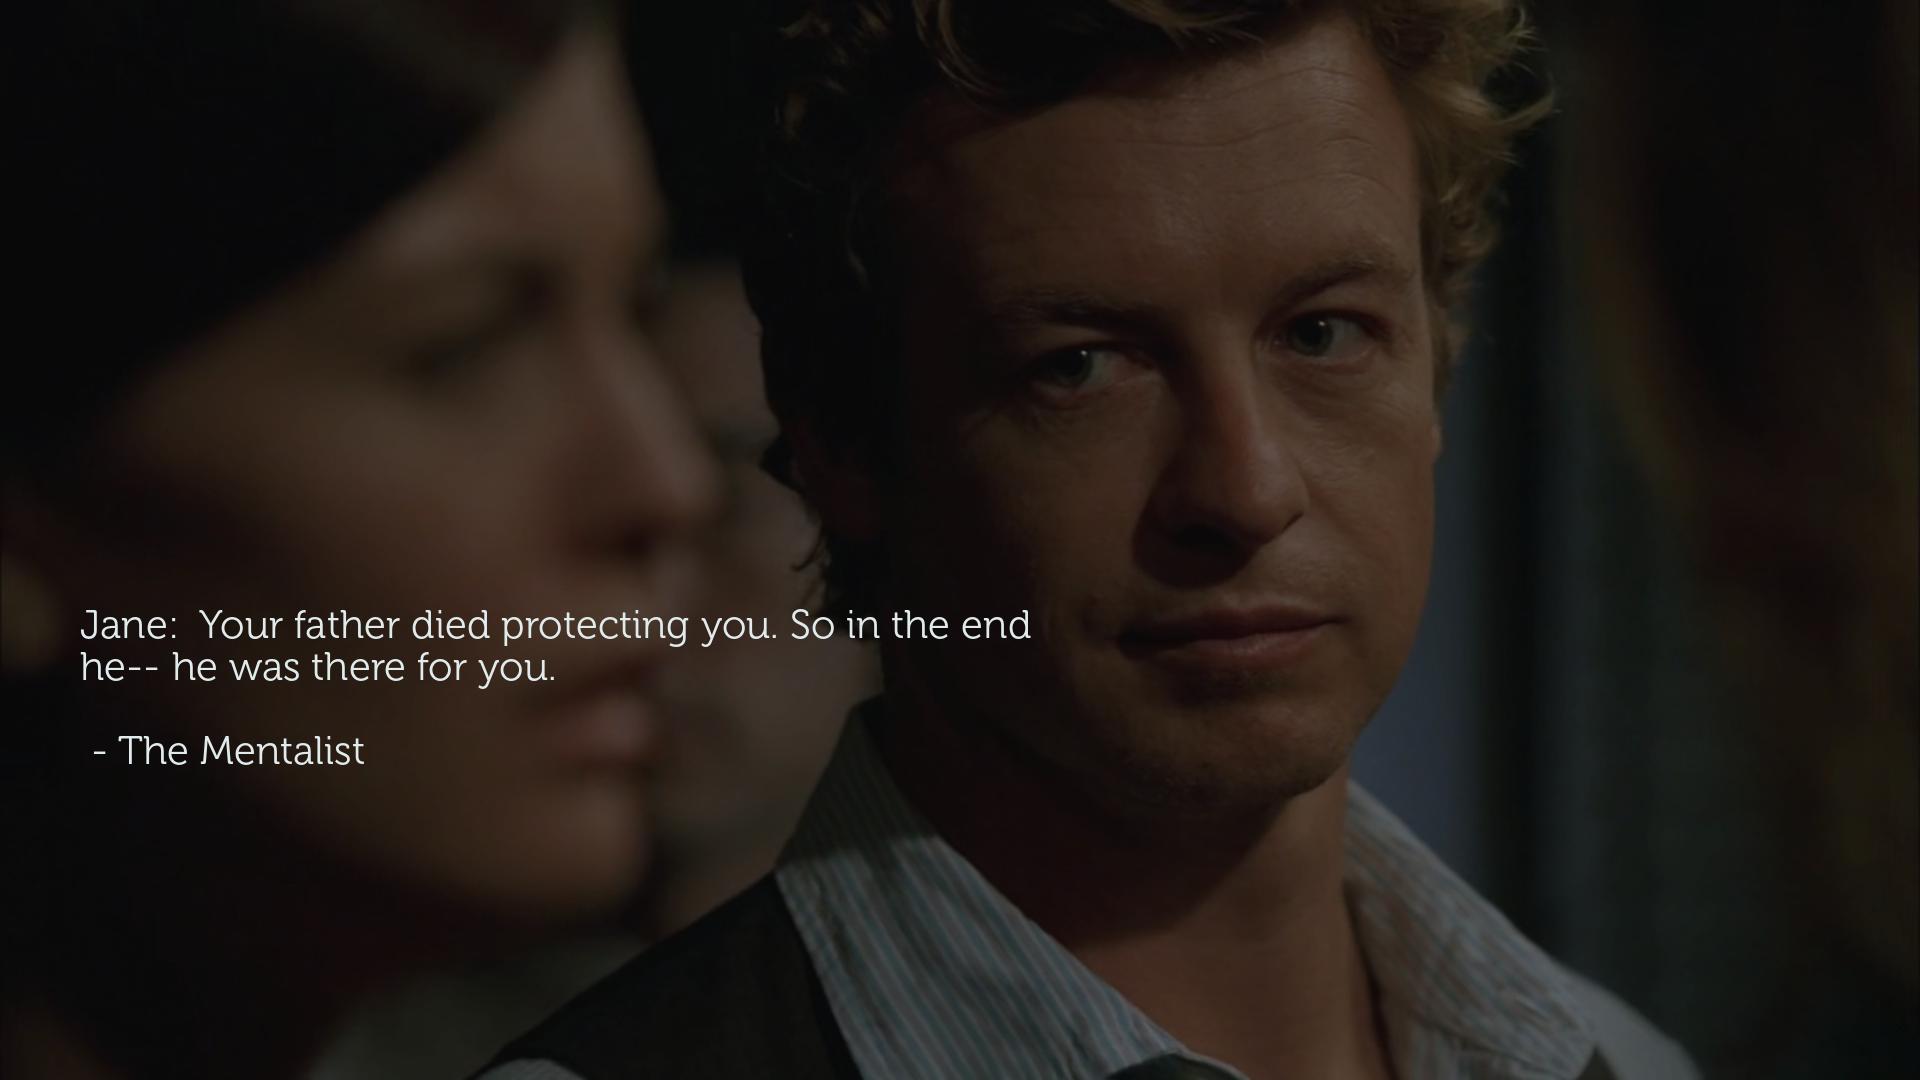 Jane:  Your father died protecting you. So in the end
he-- he was there for you.
- The Mentalist